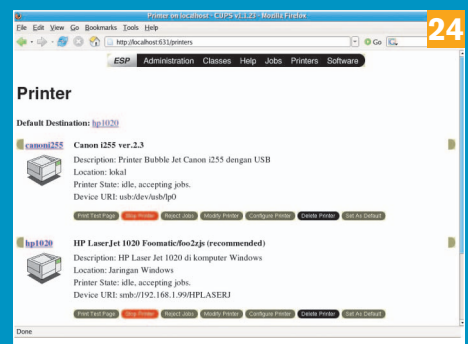 Printer on localhost - CUPS v1.1.23 - Mozilla Firefox
File Edit View Go Bookmarks Tools Help
http://localhost:631/printers Go
24
ESP Administration Classes Help Jobs Printers Software
Printer
Default Destination: hp1020
canoni255 Canon i255 ver.2.3
Description: Printer Bubble Jet Canon i255 dengan USB
Location: lokal
Printer State: idle, accepting jobs.
Device URI: usb:/dev/usb/lp0
Print Test Page Stop Printer Reject Jobs Modify Printer Configure Printer Delete Printer Set As Default
hp1020 HP LaserJet 1020 Foomatic/foo2zjs (recommended)
Description: HP Laser Jet 1020 di komputer Windows
Location: Jaringan Windows
Printer State: idle, accepting jobs.
Device URI: smb://192.168.1.99/HPLASERJ
Print Test Page Stop Printer Reject Jobs Modify Printer Configure Printer Delete Printer Set As Default
Done